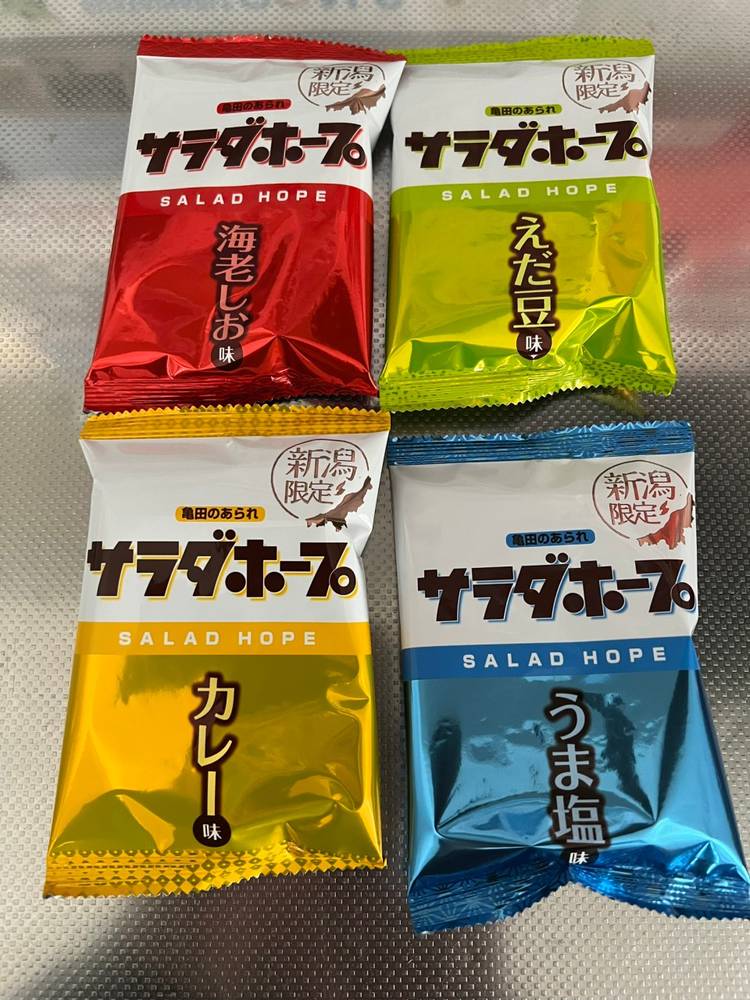 新潟
限定
亀田のあられ
サラダホープ
SALAD HOPE
海老しお
味
新潟
限定
亀田のあられ
サラダホープ
SALAD HOPE
えだ豆
味
新潟
限定
亀田のあられ
サラダホープ
SALAD HOPE
カレー
味
新潟
限定
亀田のあられ
サラダホープ
SALAD HOPE
うま塩
味